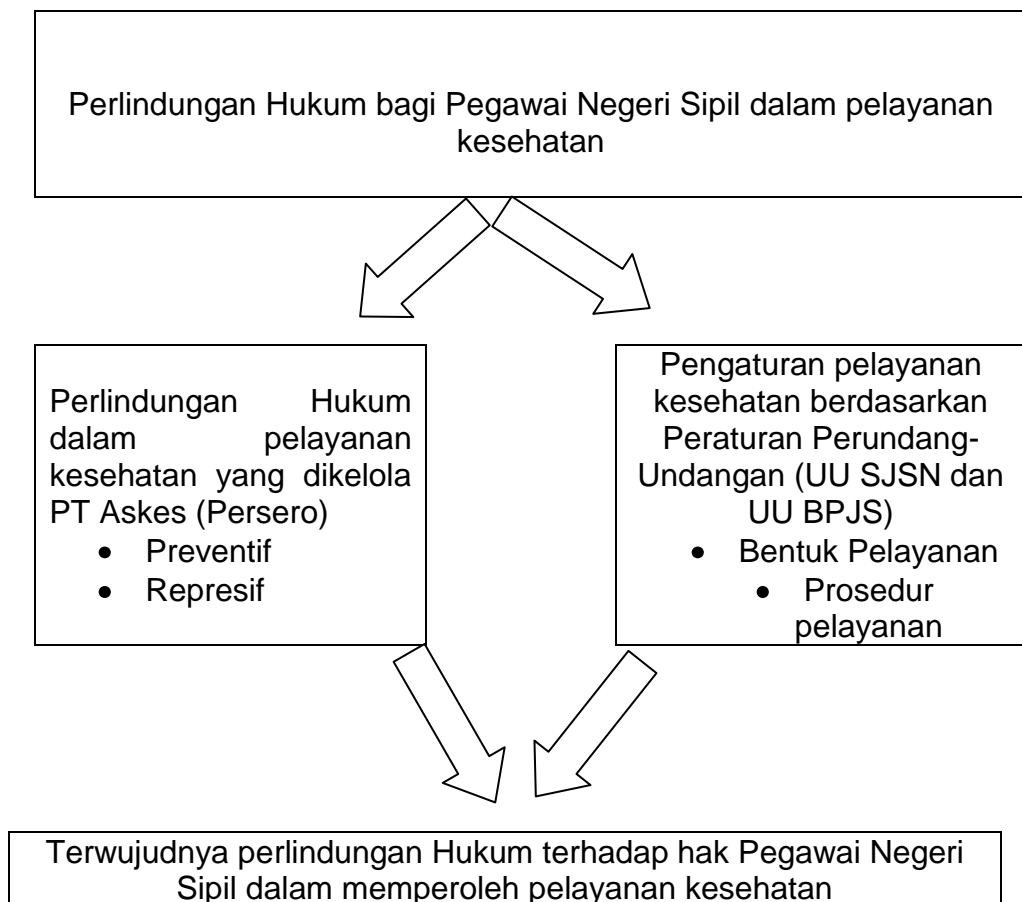 Perlindungan Hukum bagi Pegawai Negeri Sipil dalam pelayanan
kesehatan
Perlindungan Hukum
dalam pelayanan
kesehatan yang dikelola
PT Askes (Persero)
• Preventif
• Represif
Pengaturan pelayanan
kesehatan berdasarkan
Peraturan Perundang-
Undangan (UU SJSN dan
UU BPJS)
• Bentuk Pelayanan
• Prosedur
pelayanan
Terwujudnya perlindungan Hukum terhadap hak Pegawai Negeri
Sipil dalam memperoleh pelayanan kesehatan